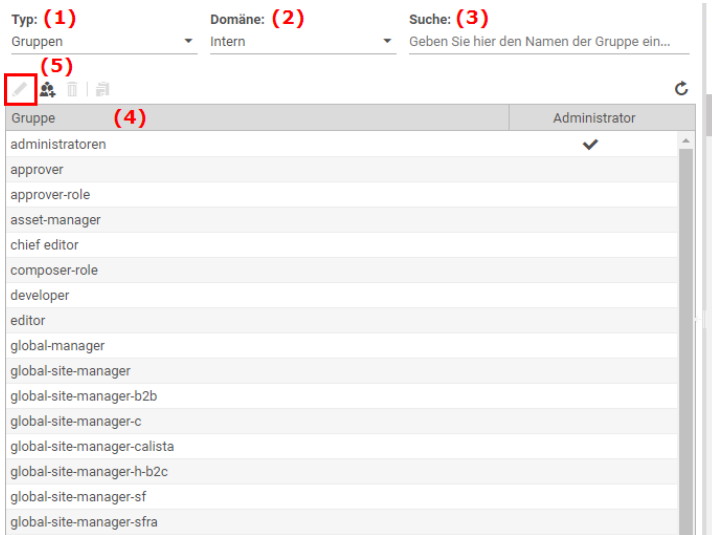 Typ: (1) Domäne: (2) Suche: (3)
Gruppen Intern Geben Sie hier den Namen der Gruppe ein...
(5)
Gruppe (4) Administrator
administratoren
approver
approver-role
asset-manager
chief editor
composer-role
developer
editor
global-manager
global-site-manager
global-site-manager-b2b
global-site-manager-c
global-site-manager-calista
global-site-manager-h-b2c
global-site-manager-sf
global-site-manager-sfra